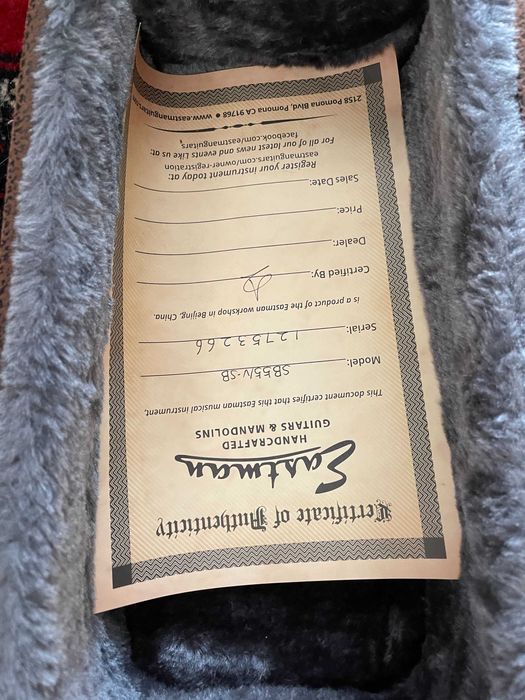 Certificate of Authenticity
Eastman
HANDCRAFTED
GUITARS & MANDOLINS
This document certifies this that Eastman musical instrument,
Model: SB55/V-SB
Serial: 12753266
is a product of the Eastman workshop in Beijing, China.
Certified By:
Dealer:
Price:
Sales Date:
Register your instrument today at:
eastmanguitars.com/owner-registration
For all of our latest news and events Like us at:
facebook.com/eastmanguitars
2158 Pomona Blvd, Pomona CA 91768 ● www.eastmanguitars.com